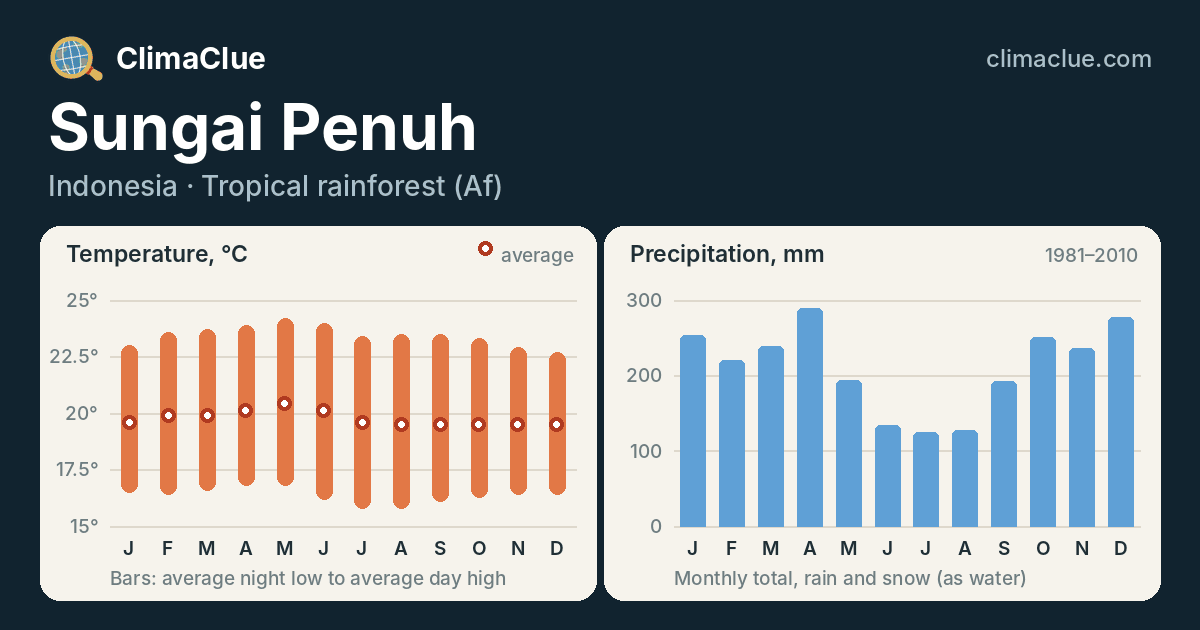 ClimaClue
climaclue.com
Sungai Penuh
Indonesia · Tropical rainforest (Af)
Temperature, °C
average
25°
22.5°
20°
17.5°
15°
J F M A M J J A S O N D
Bars: average night low to average day high
Precipitation, mm
1981–2010
300
200
100
0
J F M A M J J A S O N D
Monthly total, rain and snow (as water)